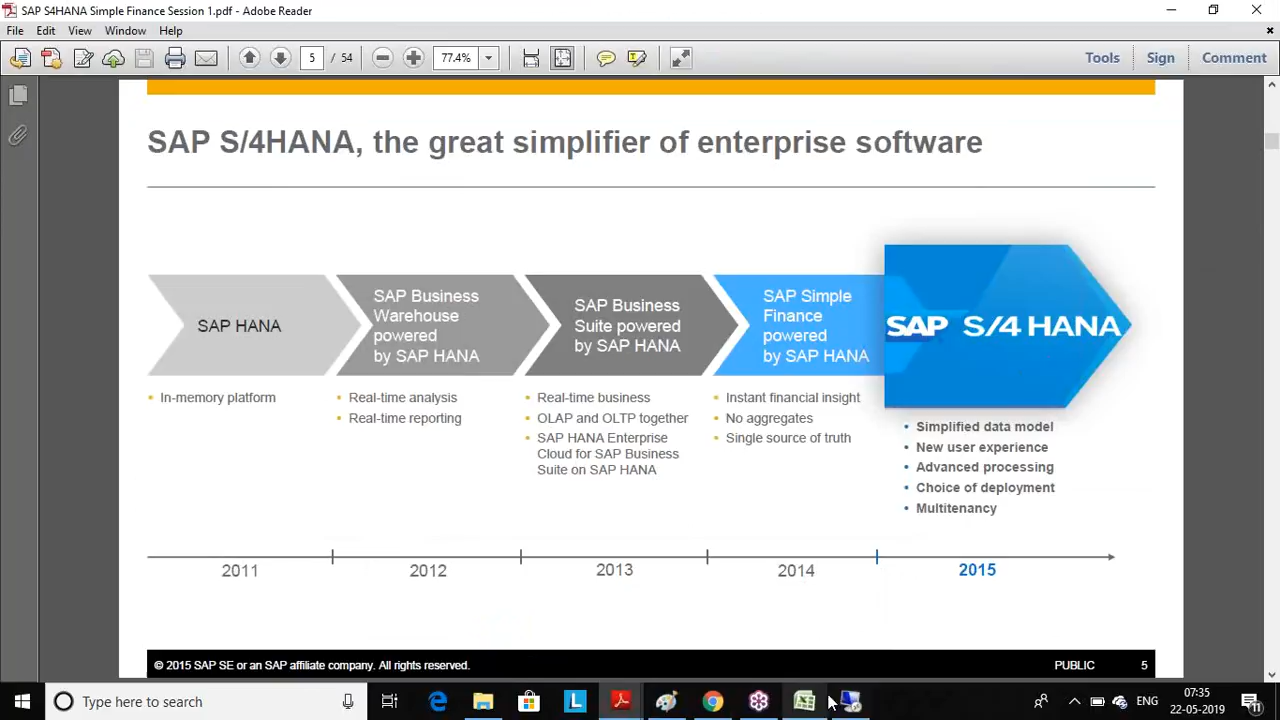 SAP S4HANA Simple Finance Session 1.pdf - Adobe Reader
File Edit View Window Help
5 / 54 77.4% Tools Sign Comment
SAP S/4HANA, the great simplifier of enterprise software
SAP HANA
SAP Business
Warehouse
powered
by SAP HANA
SAP Business
Suite powered
by SAP HANA
SAP Simple
Finance
powered
by SAP HANA
SAP S/4 HANA
• In-memory platform
• Real-time analysis
• Real-time reporting
• Real-time business
• OLAP and OLTP together
• SAP HANA Enterprise
Cloud for SAP Business
Suite on SAP HANA
• Instant financial insight
• No aggregates
• Single source of truth
• Simplified data model
• New user experience
• Advanced processing
• Choice of deployment
• Multitenancy
2011 2012 2013 2014 2015
© 2015 SAP SE or an SAP affiliate company. All rights reserved. PUBLIC 5
Type here to search
ENG
07:35
22-05-2019